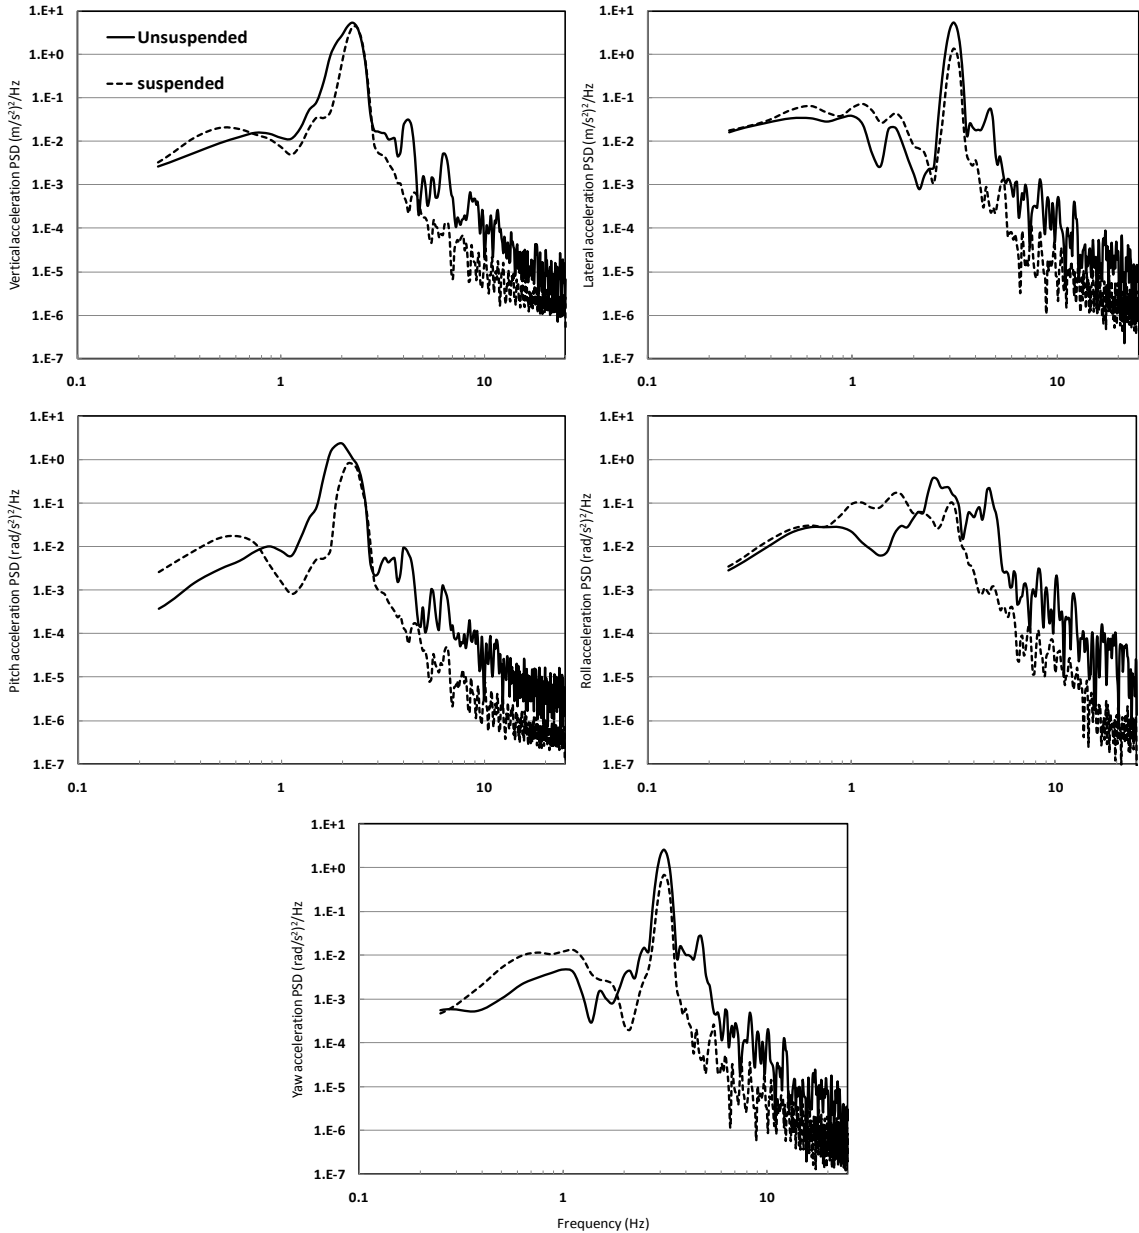 Vertical acceleration PSD (m/s²)²/Hz
1.E+1
1.E+0
1.E-1
1.E-2
1.E-3
1.E-4
1.E-5
1.E-6
1.E-7
Unsuspended
suspended
0.1 1 10
Lateral acceleration PSD (m/s²)²/Hz
1.E+1
1.E+0
1.E-1
1.E-2
1.E-3
1.E-4
1.E-5
1.E-6
1.E-7
0.1 1 10
Pitch acceleration PSD (rad/s²)²/Hz
1.E+1
1.E+0
1.E-1
1.E-2
1.E-3
1.E-4
1.E-5
1.E-6
1.E-7
0.1 1 10
Roll acceleration PSD (rad/s²)²/Hz
1.E+1
1.E+0
1.E-1
1.E-2
1.E-3
1.E-4
1.E-5
1.E-6
1.E-7
0.1 1 10
Yaw acceleration PSD (rad/s²)²/Hz
1.E+1
1.E+0
1.E-1
1.E-2
1.E-3
1.E-4
1.E-5
1.E-6
1.E-7
0.1 1 10
Frequency (Hz)